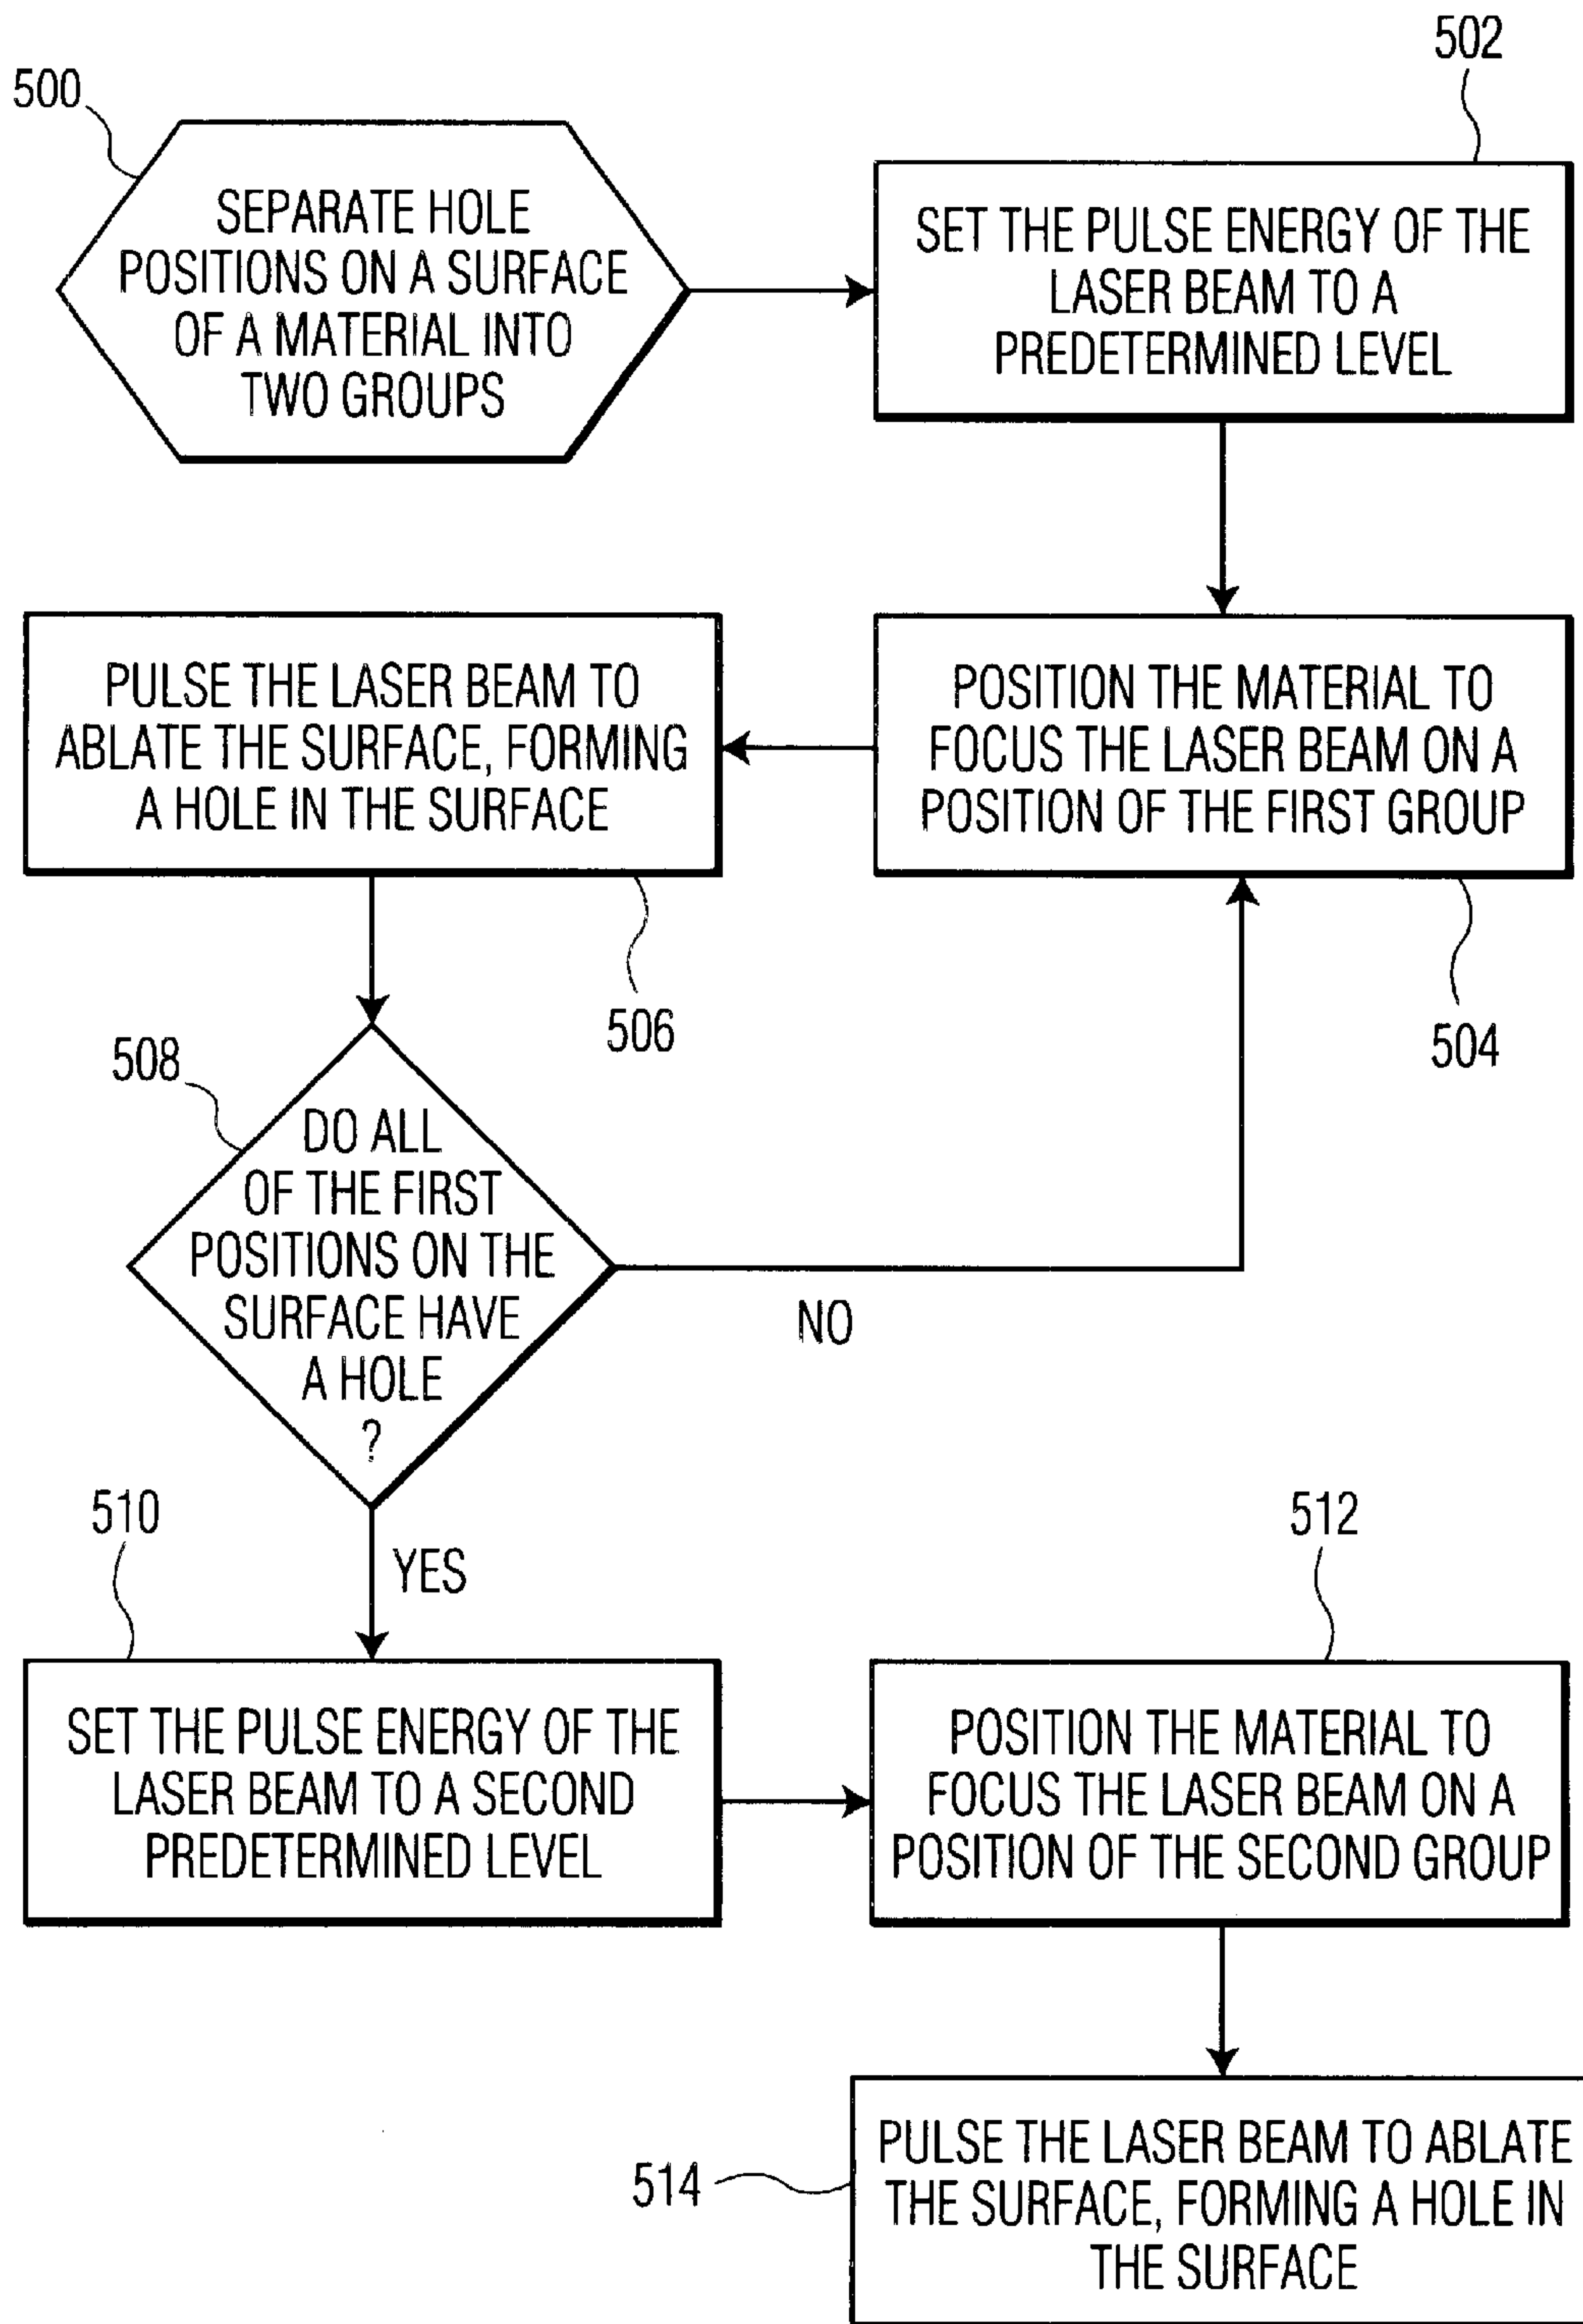 500
SEPARATE HOLE
POSITIONS ON A SURFACE
OF A MATERIAL INTO
TWO GROUPS
502
SET THE PULSE ENERGY OF THE
LASER BEAM TO A
PREDETERMINED LEVEL
POSITION THE MATERIAL TO
FOCUS THE LASER BEAM ON A
POSITION OF THE FIRST GROUP
504
PULSE THE LASER BEAM TO
ABLATE THE SURFACE, FORMING
A HOLE IN THE SURFACE
506
508
DO ALL
OF THE FIRST
POSITIONS ON THE
SURFACE HAVE
A HOLE
?
NO
YES
510
SET THE PULSE ENERGY OF THE
LASER BEAM TO A SECOND
PREDETERMINED LEVEL
512
POSITION THE MATERIAL TO
FOCUS THE LASER BEAM ON A
POSITION OF THE SECOND GROUP
514
PULSE THE LASER BEAM TO ABLATE
THE SURFACE, FORMING A HOLE IN
THE SURFACE